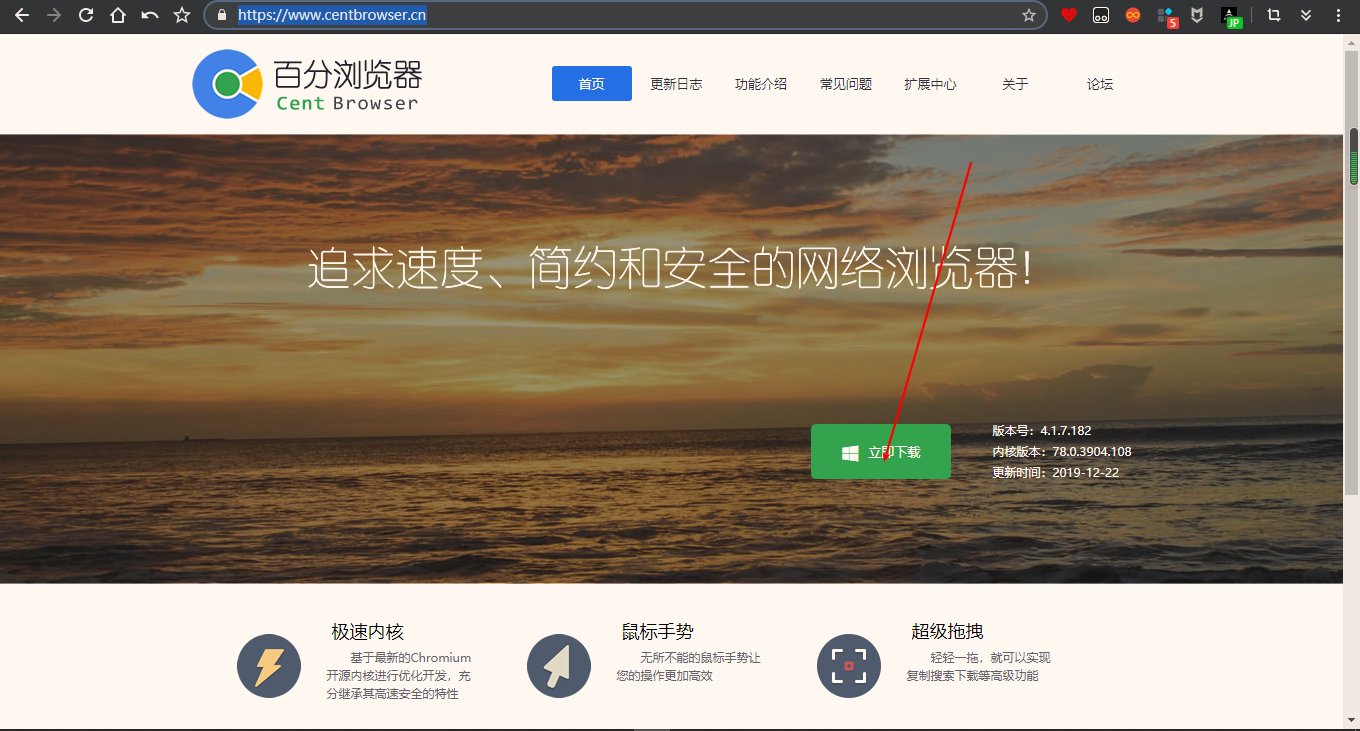 https://www.centbrowser.cn
5
JP
百分浏览器
Cent Browser
首页 更新日志 功能介绍 常见问题 扩展中心 关于 论坛
追求速度、简约和安全的网络浏览器!
立即下载
版本号：4.1.7.182
内核版本：78.0.3904.108
更新时间：2019-12-22
极速内核
基于最新的Chromium
开源内核进行优化开发，充
分继承其高速安全的特性
鼠标手势
无所不能的鼠标手势让
您的操作更加高效
超级拖拽
轻轻一拖，就可以实现
复制搜索下载等高级功能